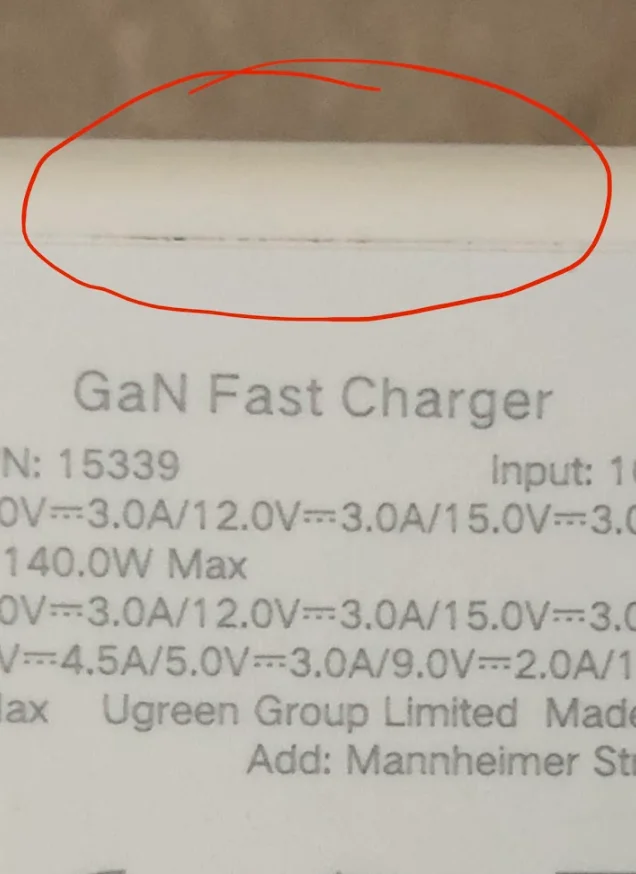 GaN Fast Charger
N: 15339 Input: 1
0V⎓3.0A/12.0V⎓3.0A/15.0V⎓3.0
140.0W Max
0V⎓3.0A/12.0V⎓3.0A/15.0V⎓3.0
V⎓4.5A/5.0V⎓3.0A/9.0V⎓2.0A/1
Max Ugreen Group Limited Made
Add: Mannheimer St